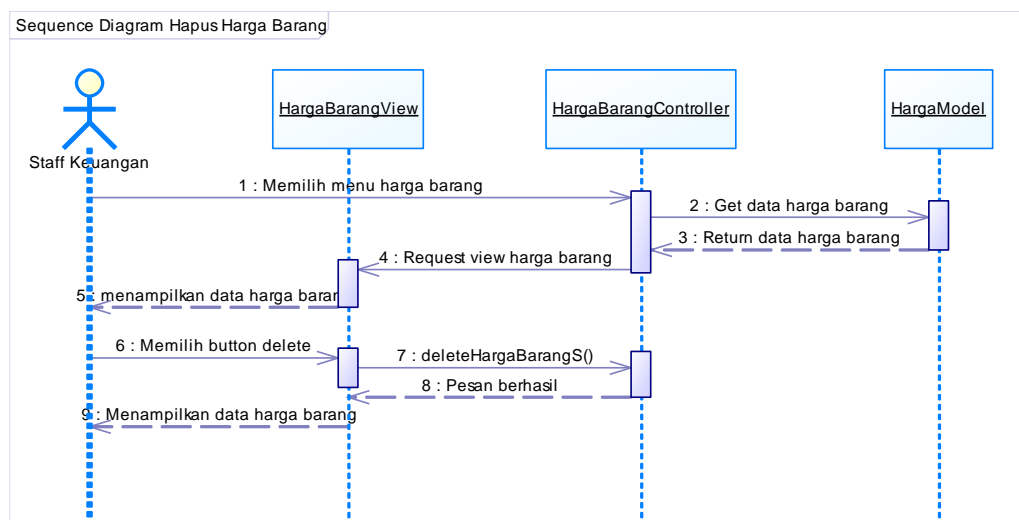 Sequence Diagram Hapus Harga Barang
HargaBarangView
HargaBarangController
HargaModel
Staff Keuangan
1 : Memilih menu harga barang
2 : Get data harga barang
3 : Return data harga barang
4 : Request view harga barang
5 : menampilkan data harga barang
6 : Memilih button delete
7 : deleteHargaBarangS()
8 : Pesan berhasil
9 : Menampilkan data harga barang